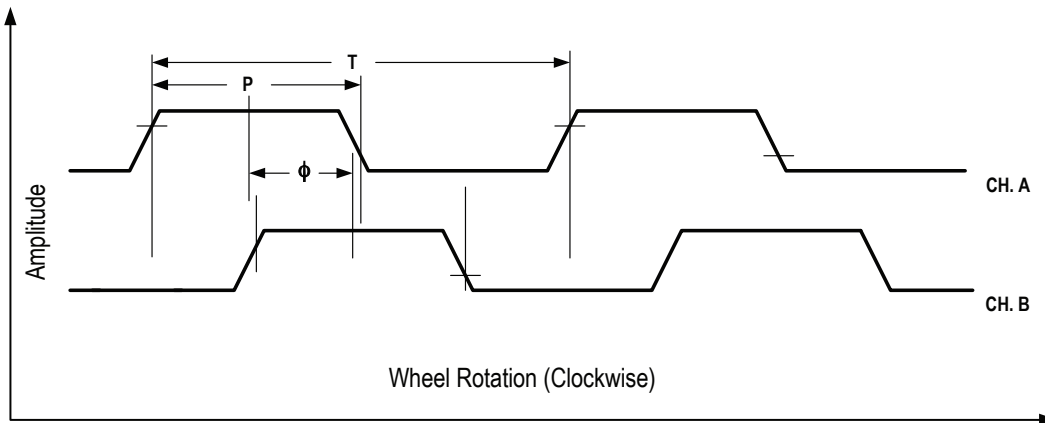 T
P
ϕ
CH. A
Amplitude
CH. B
Wheel Rotation (Clockwise)